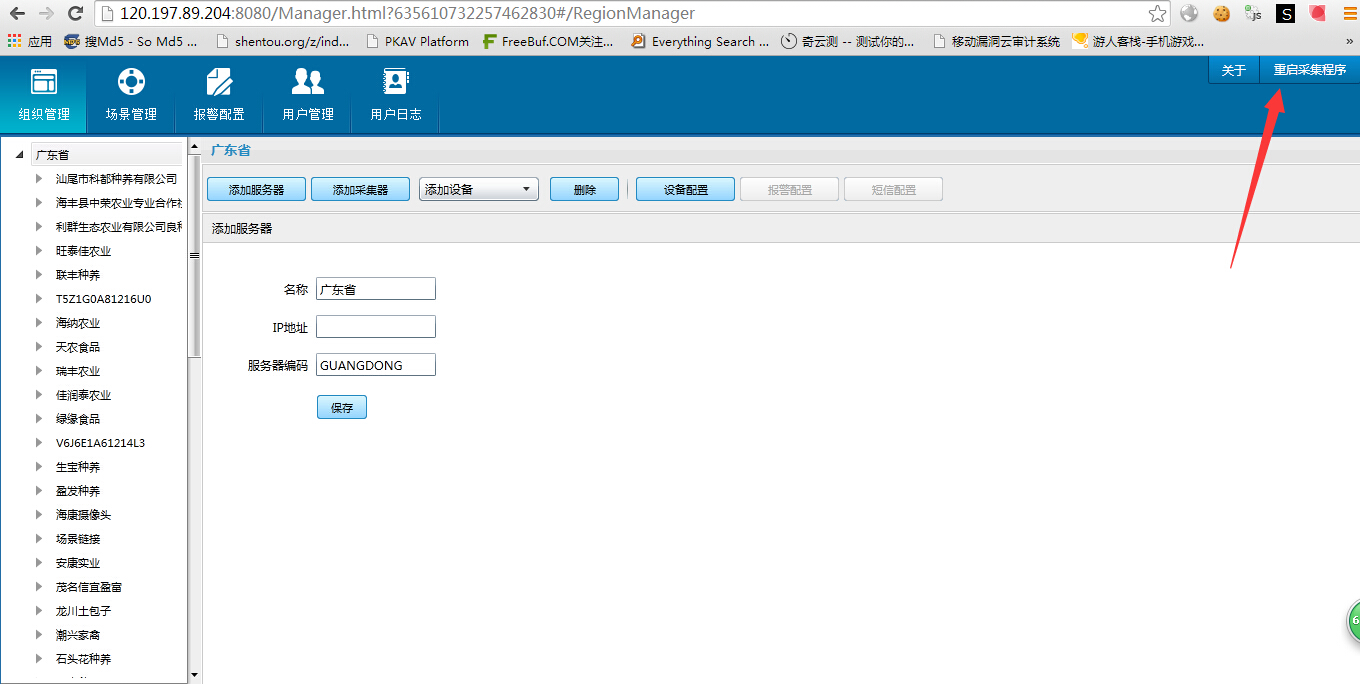 120.197.89.204:8080/Manager.html?635610732257462830#/RegionManager
应用 搜Md5 - So Md5 ... shentou.org/z/ind... PKAV Platform FreeBuf.COM关注... Everything Search ... 奇云测 -- 测试你的... 移动漏洞云审计系统 游人客栈-手机游戏... »
关于 重启采集程序
组织管理 场景管理 报警配置 用户管理 用户日志
广东省
汕尾市科都种养有限公司
海丰县中荣农业专业合作社
利群生态农业有限公司良种
旺泰佳农业
联丰种养
T5Z1G0A81216U0
海纳农业
天农食品
瑞丰农业
佳润泰农业
绿缘食品
V6J6E1A61214L3
生宝种养
盈发种养
海康摄像头
场景链接
安康实业
茂名信宜盈富
龙川土包子
潮兴家禽
石头花种养
广东省
添加服务器 添加采集器 添加设备 删除 设备配置 报警配置 短信配置
添加服务器
名称 广东省
IP地址
服务器编码 GUANGDONG
保存
6